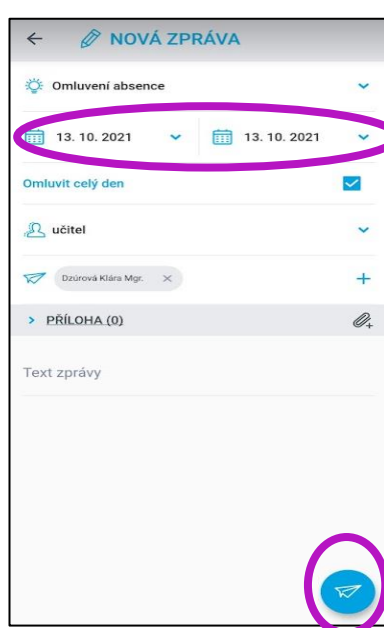 NOVÁ ZPRÁVA
Omluvení absence
13. 10. 2021 13. 10. 2021
Omluvit celý den
učitel
Dzúrová Klára Mgr.
PŘÍLOHA (0)
Text zprávy